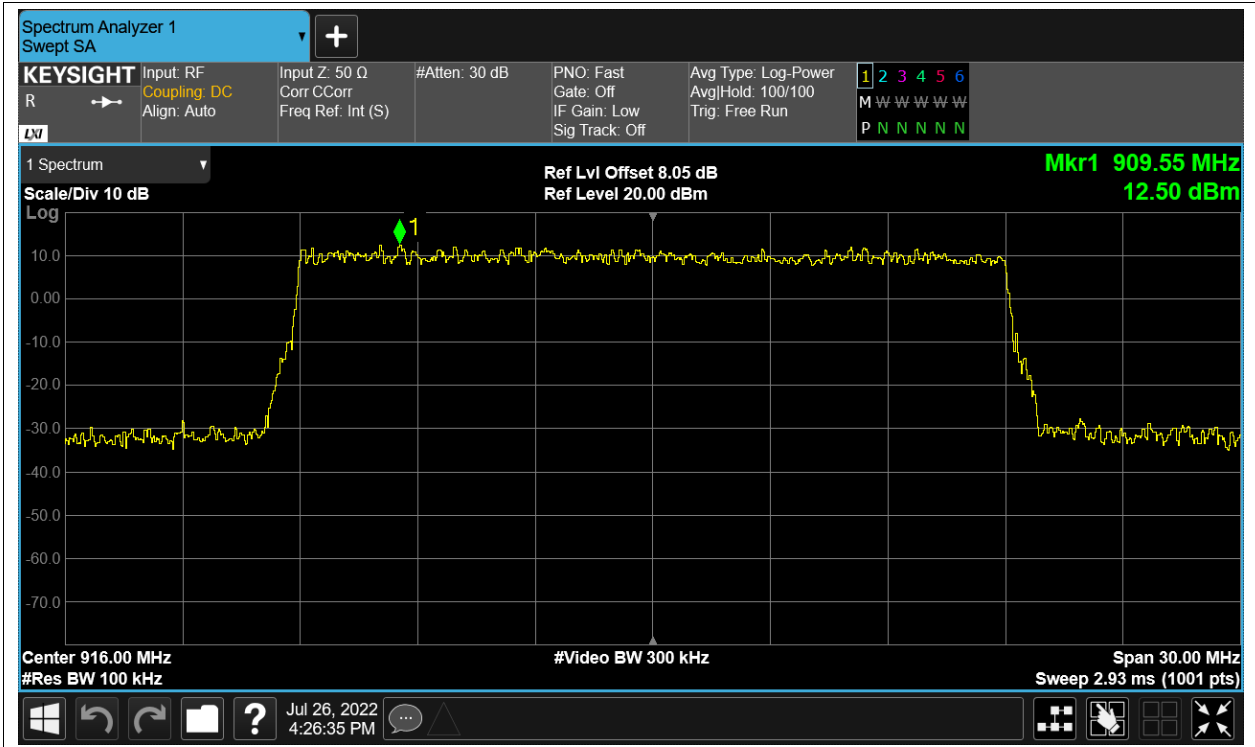 Spectrum Analyzer 1
Swept SA
KEYSIGHT
R
LXI
Input: RF
Coupling: DC
Align: Auto
Input Z: 50 Ω
Corr CCorr
Freq Ref: Int (S)
#Atten: 30 dB
PNO: Fast
Gate: Off
IF Gain: Low
Sig Track: Off
Avg Type: Log-Power
Avg|Hold: 100/100
Trig: Free Run
1 2 3 4 5 6
M W W W W W
P N N N N N
1 Spectrum
Scale/Div 10 dB
Log
Ref Lvl Offset 8.05 dB
Ref Level 20.00 dBm
Mkr1 909.55 MHz
12.50 dBm
1
10.0
0.00
-10.0
-20.0
-30.0
-40.0
-50.0
-60.0
-70.0
Center 916.00 MHz
#Res BW 100 kHz
#Video BW 300 kHz
Span 30.00 MHz
Sweep 2.93 ms (1001 pts)
?
Jul 26, 2022
4:26:35 PM